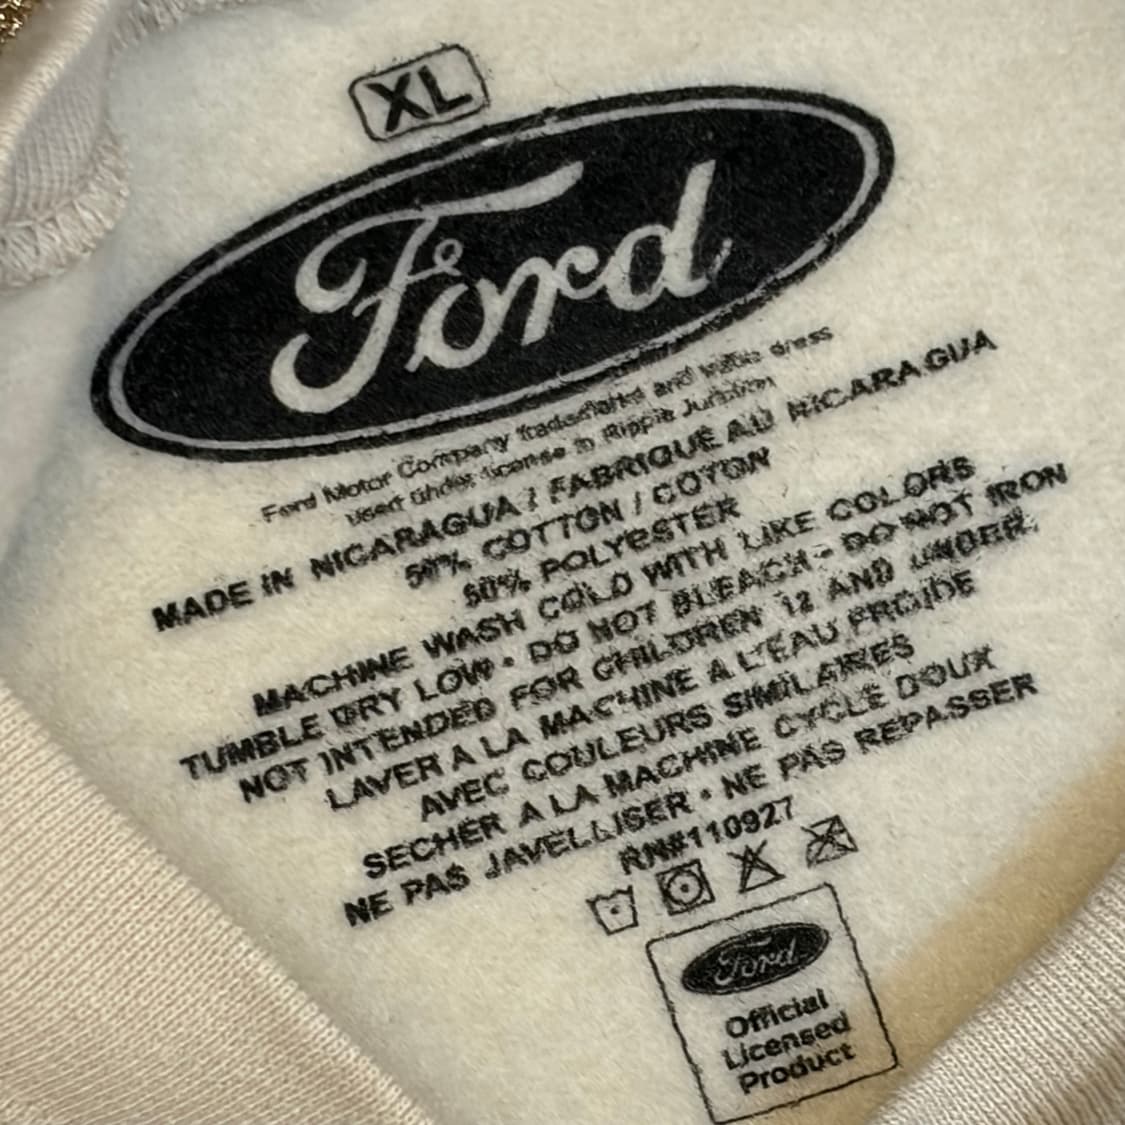 XL
Ford
Ford Motor Company Trademarks and Trade dress
Used Under License to Ripple Junction
MADE IN NICARAGUA / FABRIQUE AU NICARAGUA
50% COTTON / COTON
50% POLYESTER
MACHINE WASH COLD WITH LIKE COLORS
TUMBLE DRY LOW • DO NOT BLEACH • DO NOT IRON
NOT INTENDED FOR CHILDREN 12 AND UNDER.
LAVER A LA MACHINE A L'EAU FROIDE
AVEC COULEURS SIMILAIRES
SECHER A LA MACHINE CYCLE DOUX
NE PAS JAVELLISER • NE PAS REPASSER
RN#110927
Ford
Official
Licensed
Product